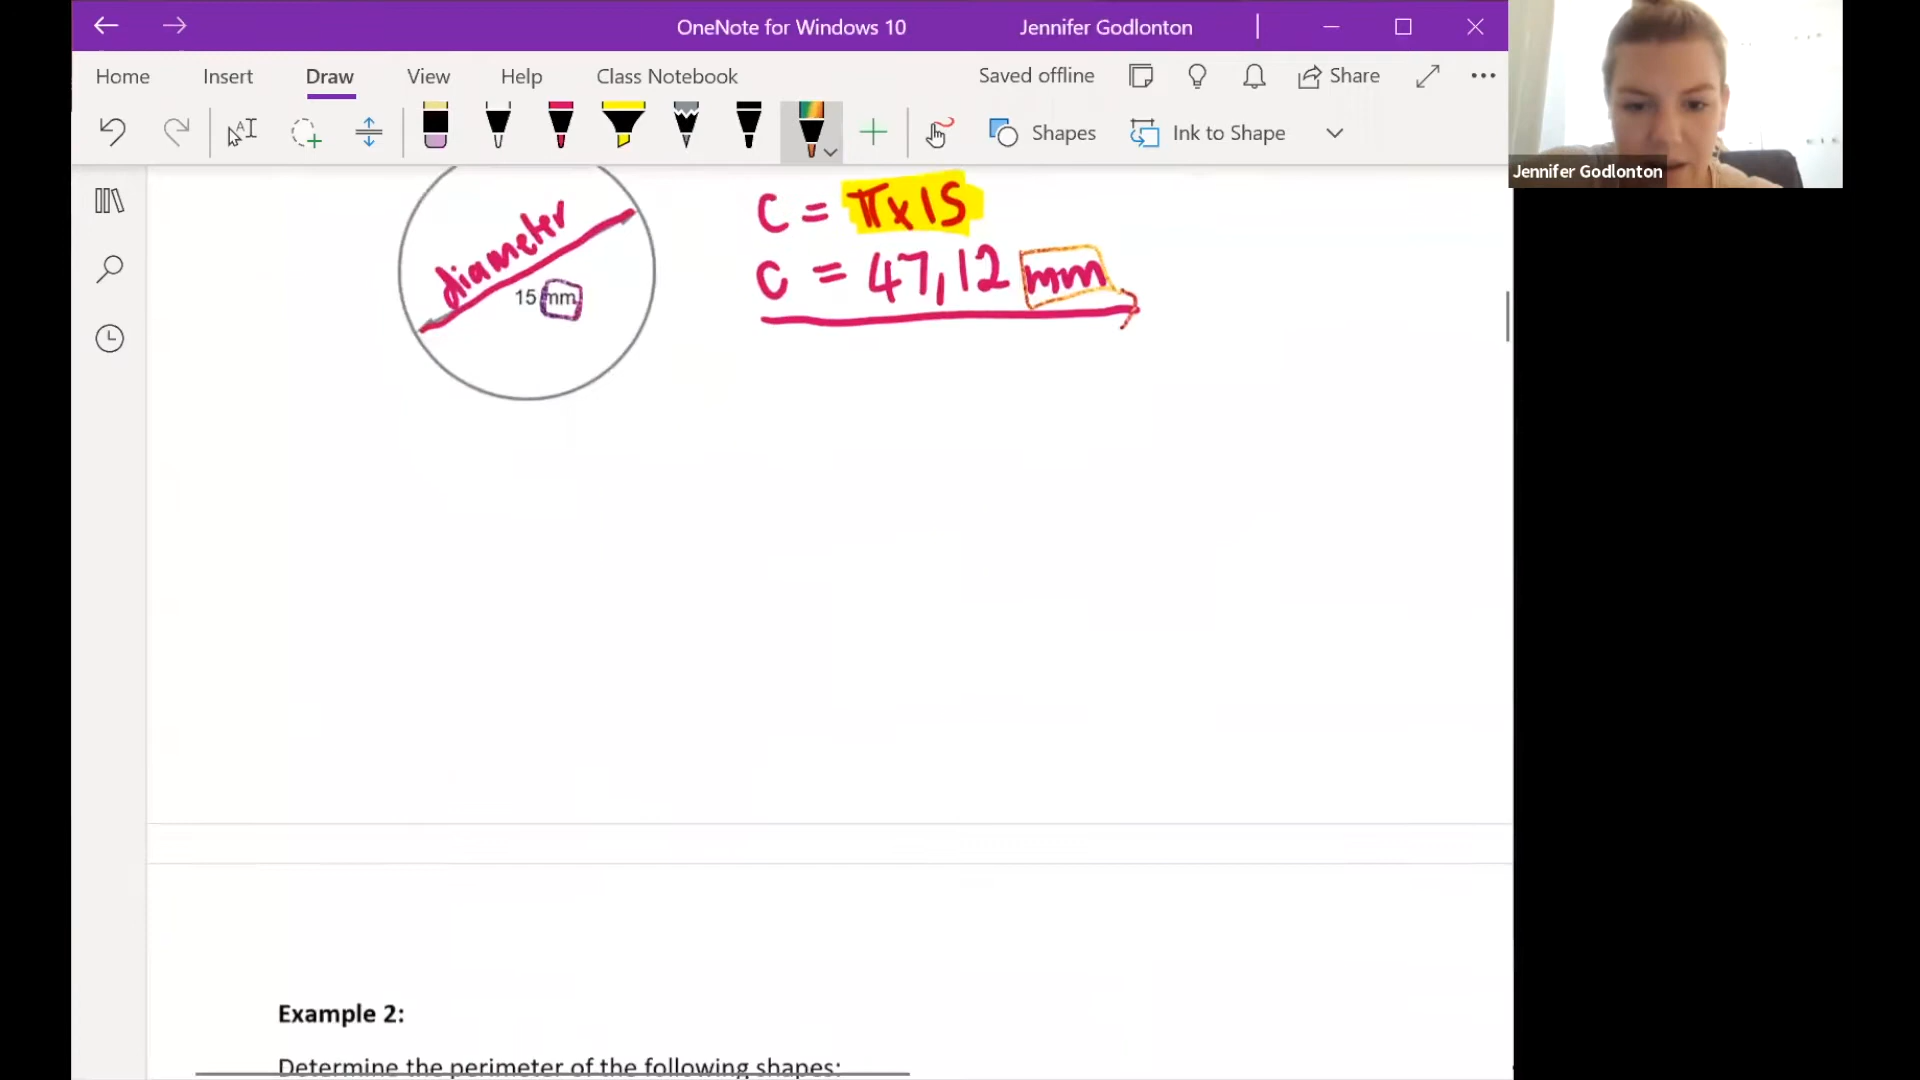 OneNote for Windows 10
Jennifer Godlonton
Home Insert Draw View Help Class Notebook
Saved offline
Share
Shapes
Ink to Shape
Jennifer Godlonton
C = π x 15
diameter
15 mm
C = 47,12 mm
Example 2:
Determine the perimeter of the following shapes: